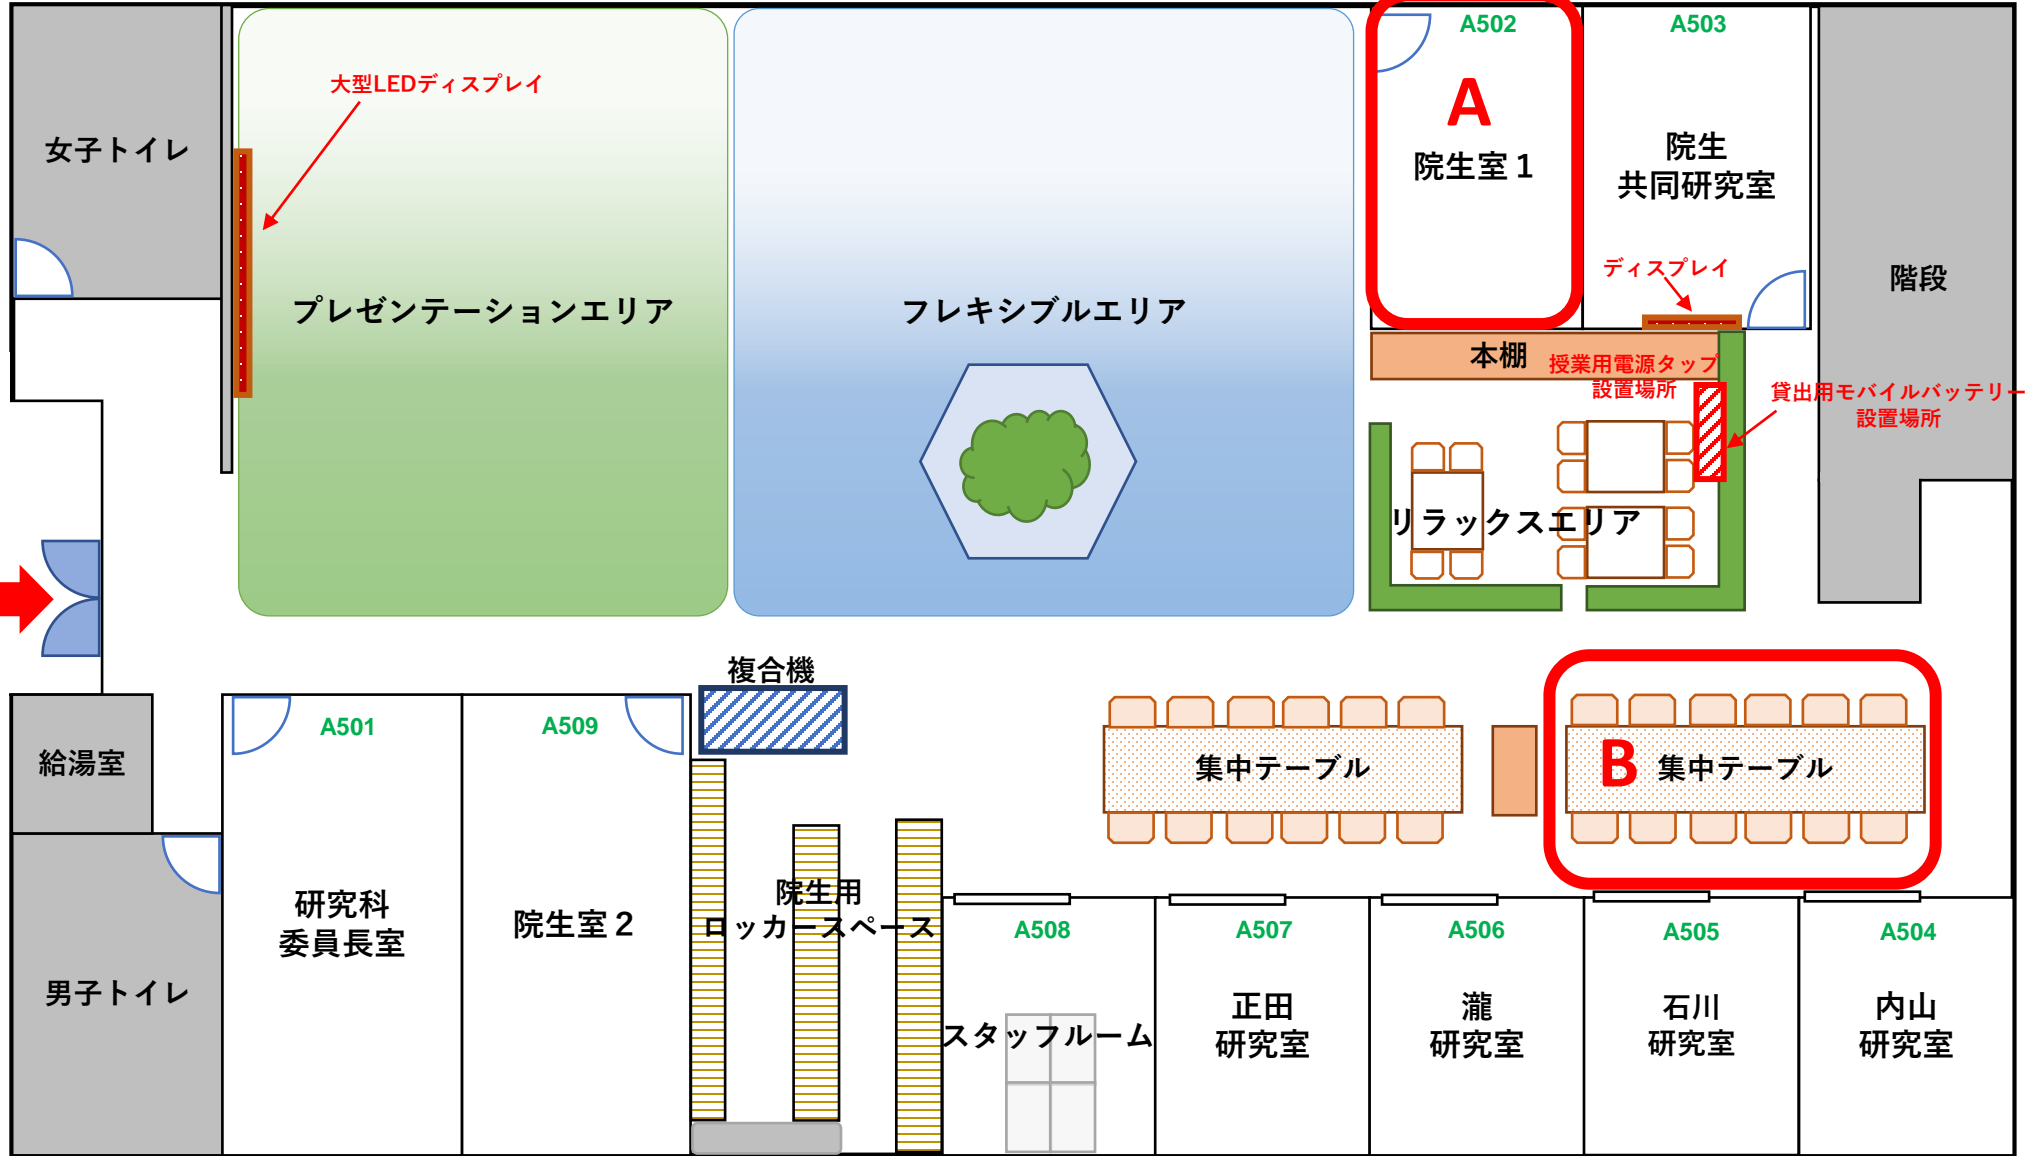 A502
A503
大型LEDディスプレイ
A
女子トイレ
院生室１
院生
共同研究室
ディスプレイ
階段
プレゼンテーションエリア
フレキシブルエリア
本棚
授業用電源タップ
設置場所
貸出用モバイルバッテリー
設置場所
リラックスエリア
複合機
A501
A509
給湯室
集中テーブル
B
集中テーブル
研究科
委員長室
院生室２
院生用
ロッカースペース
A508
A507
A506
A505
A504
男子トイレ
スタッフルーム
正田
研究室
瀧
研究室
石川
研究室
内山
研究室